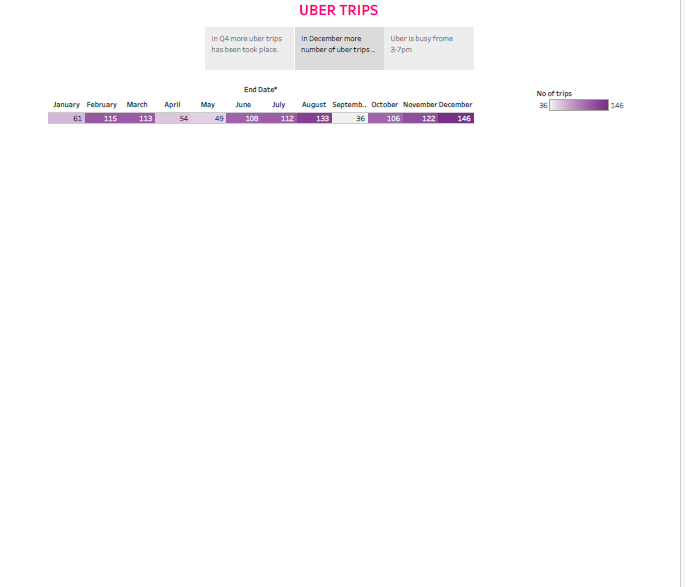 UBER TRIPS
In Q4 more uber trips
has been took place.
In December more
number of uber trips ..
Uber is busy frome
3-7pm
End Date*
January February March April May June July August Septemb.. October November December
61 115 113 54 49 108 112 133 36 106 122 146
No of trips
36 146